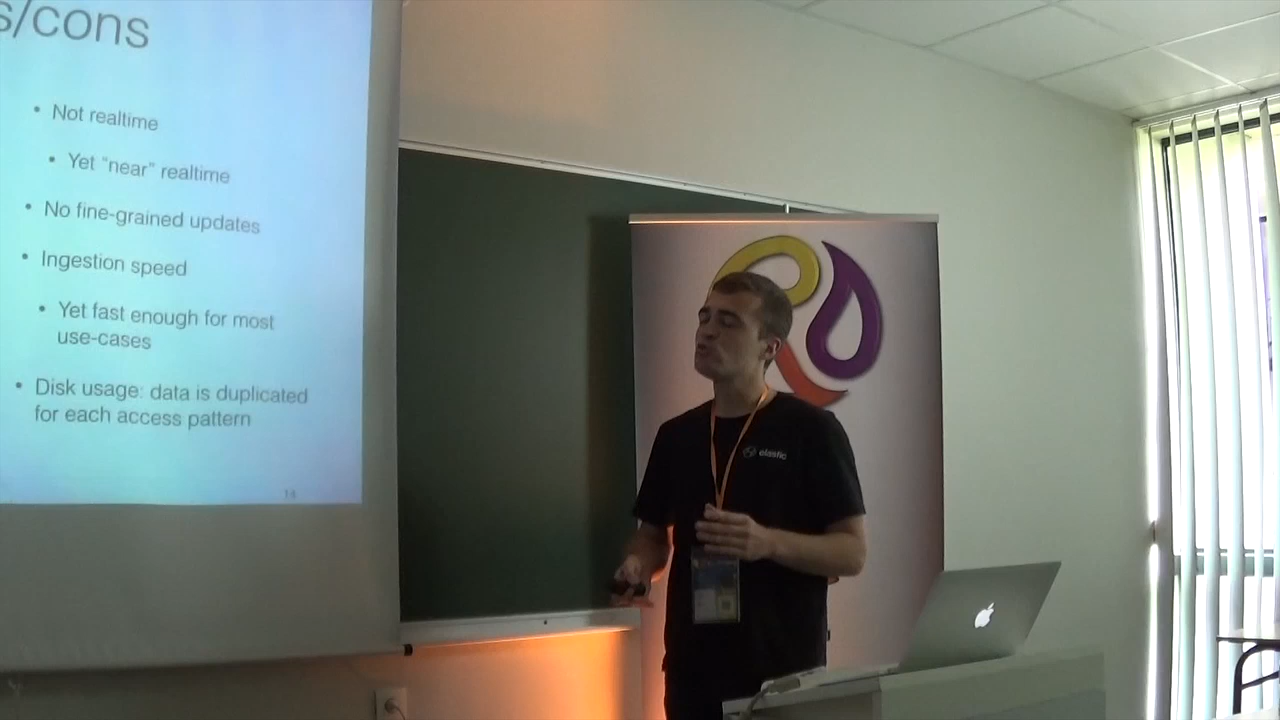 s/cons
• Not realtime
• Yet “near” realtime
• No fine-grained updates
• Ingestion speed
• Yet fast enough for most
use-cases
• Disk usage: data is duplicated
for each access pattern
14
elastic